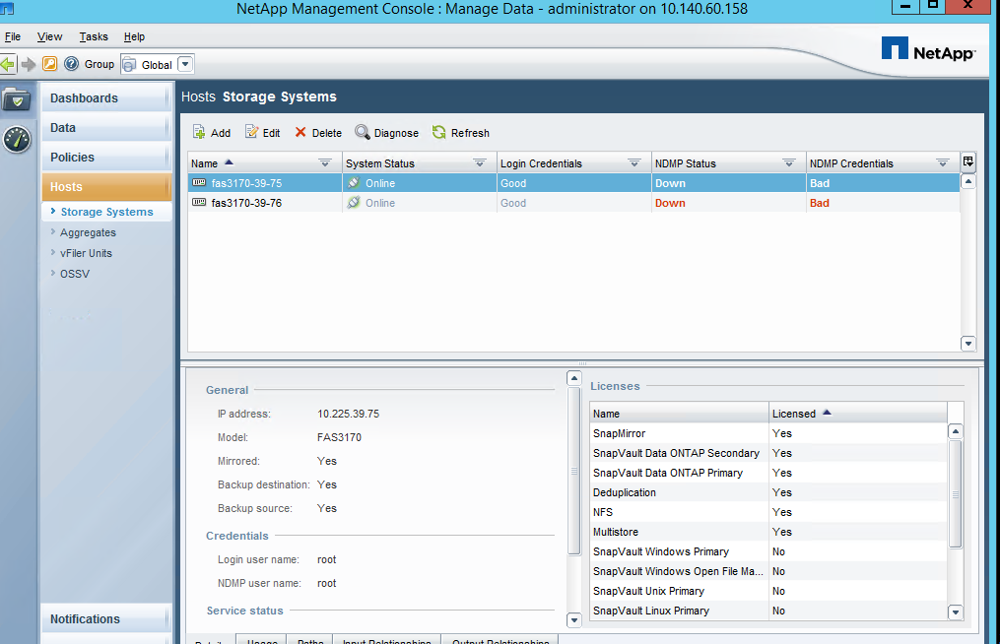 NetApp Management Console : Manage Data - administrator on 10.140.60.158
File View Tasks Help
Group Global
NetApp
Dashboards
Data
Policies
Hosts
Storage Systems
Aggregates
vFiler Units
OSSV
Notifications
Hosts Storage Systems
Add Edit Delete Diagnose Refresh
Name System Status Login Credentials NDMP Status NDMP Credentials
fas3170-39-75 Online Good Down Bad
fas3170-39-76 Online Good Down Bad
General
IP address: 10.225.39.75
Model: FAS3170
Mirrored: Yes
Backup destination: Yes
Backup source: Yes
Credentials
Login user name: root
NDMP user name: root
Service status
Licenses
Name Licensed
SnapMirror Yes
SnapVault Data ONTAP Secondary Yes
SnapVault Data ONTAP Primary Yes
Deduplication Yes
NFS Yes
Multistore Yes
SnapVault Windows Primary No
SnapVault Windows Open File Ma... No
SnapVault Unix Primary No
SnapVault Linux Primary No
Details Usage Paths Input Relationships Output Relationships